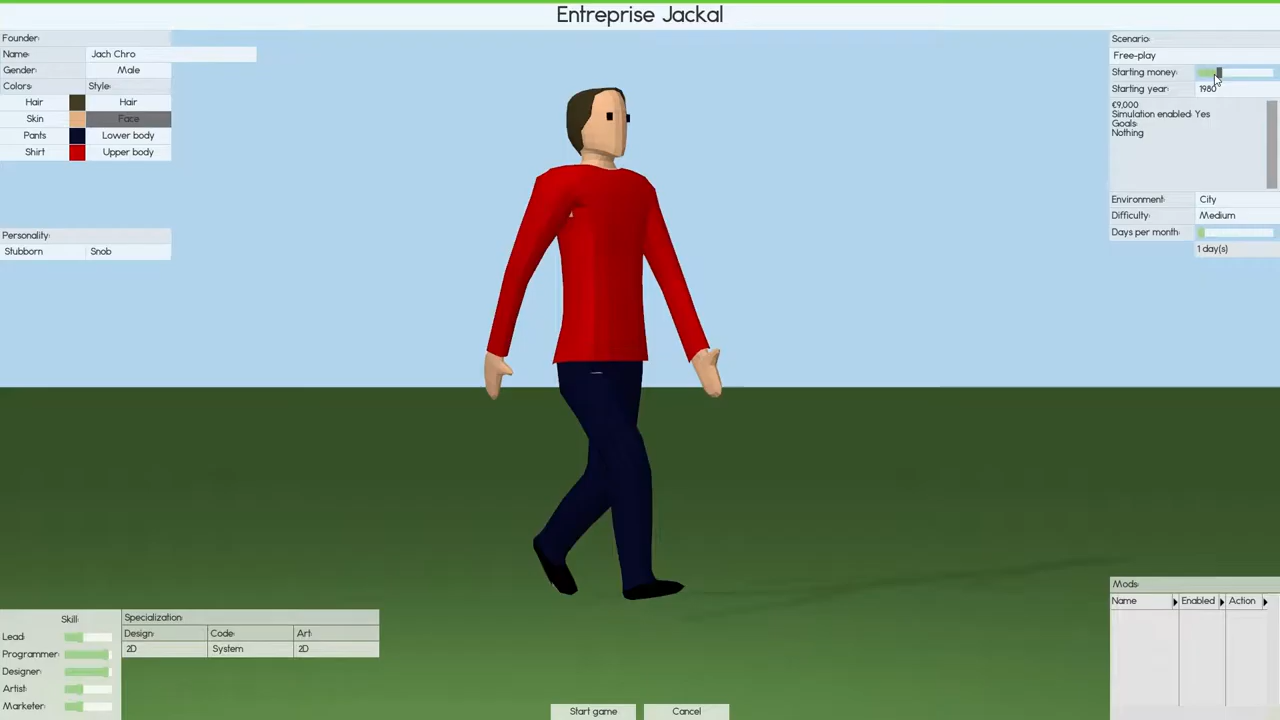 Entreprise Jackal
Founder:
Name: Jach Chro
Gender: Male
Colors: Style:
Hair Hair
Skin Face
Pants Lower body
Shirt Upper body
Personality:
Stubborn Snob
Scenario:
Free-play
Starting money:
Starting year: 1980
€9,000
Simulation enabled: Yes
Goals:
Nothing
Environment: City
Difficulty: Medium
Days per month:
1 day(s)
Mods:
Name Enabled Action
Skill:
Lead:
Programmer:
Designer:
Artist:
Marketer:
Specialization:
Design: Code: Art:
2D System 2D
Start game Cancel